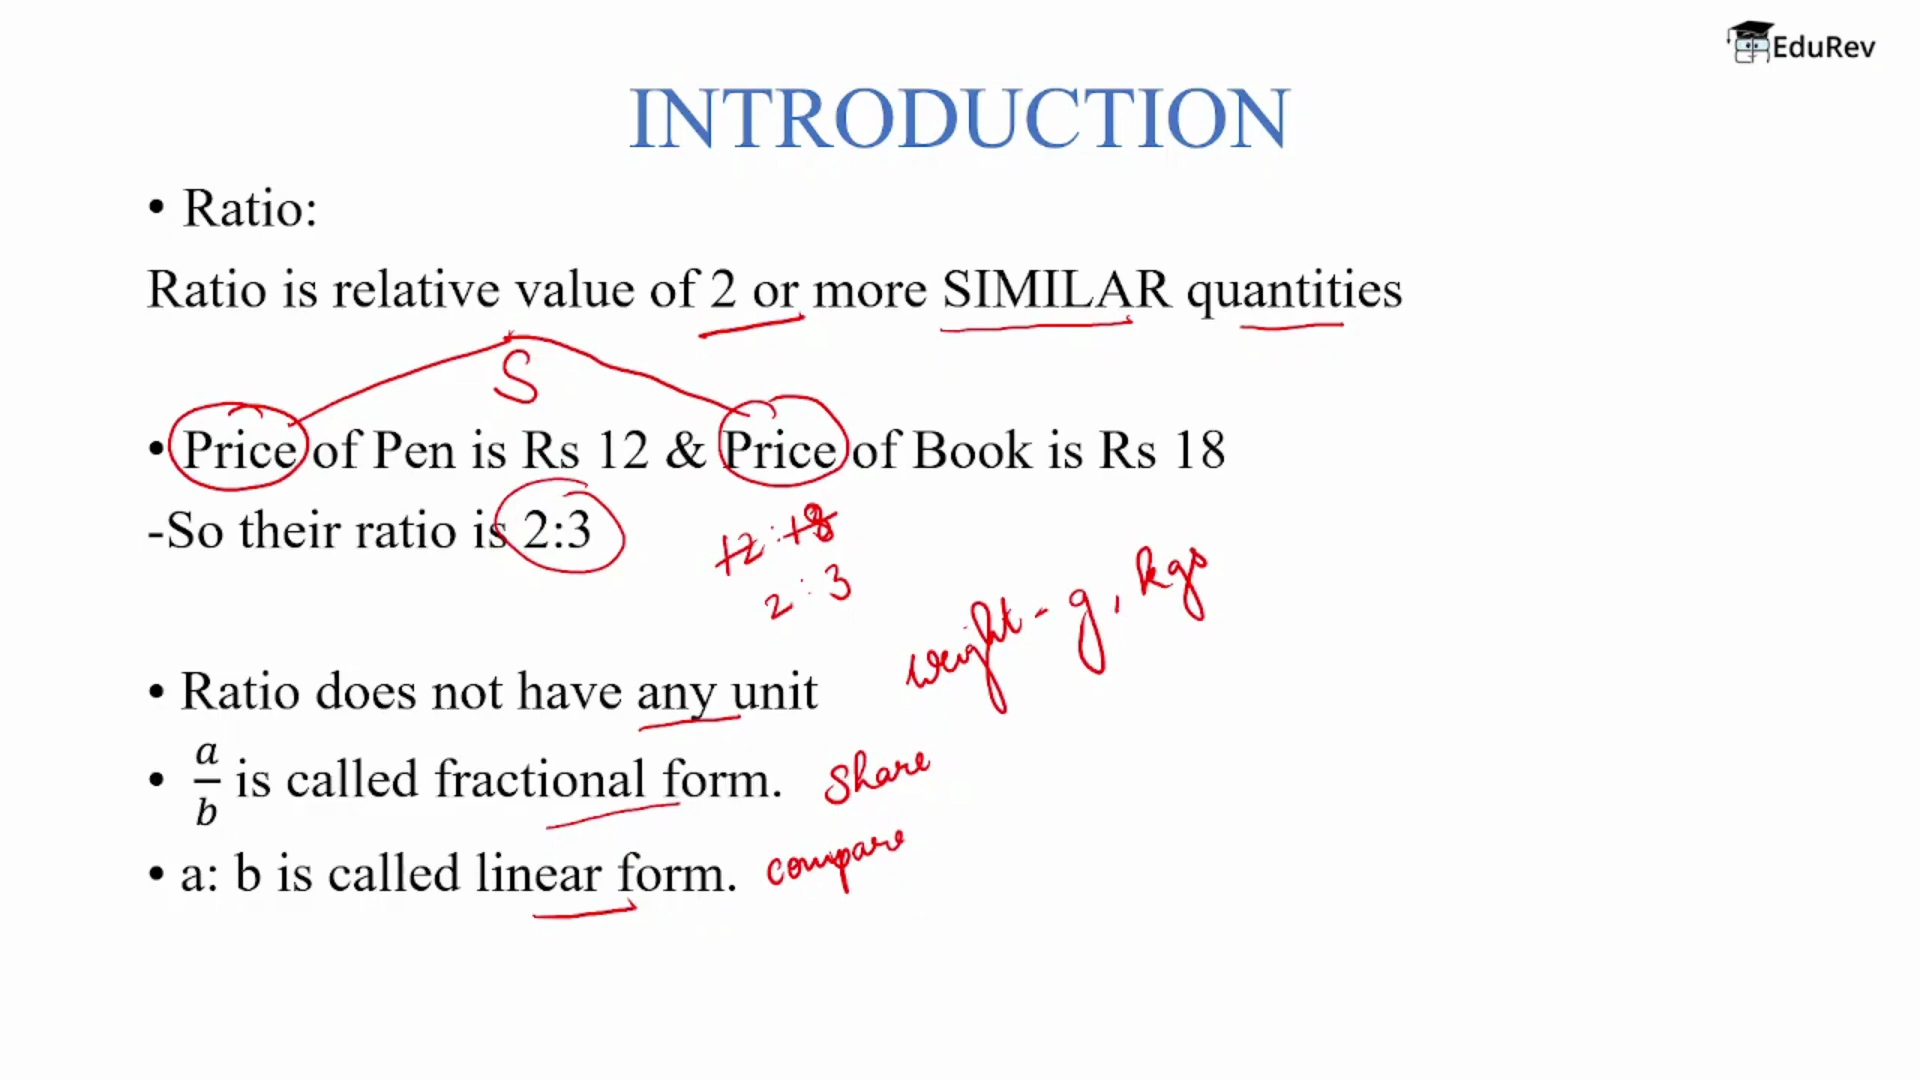 EduRev
INTRODUCTION
• Ratio:
Ratio is relative value of 2 or more SIMILAR quantities
S
• Price of Pen is Rs 12 & Price of Book is Rs 18
-So their ratio is 2:3
12:18
2:3
weight - g, kgs
• Ratio does not have any unit
• a/b is called fractional form. Share
• a: b is called linear form. compare